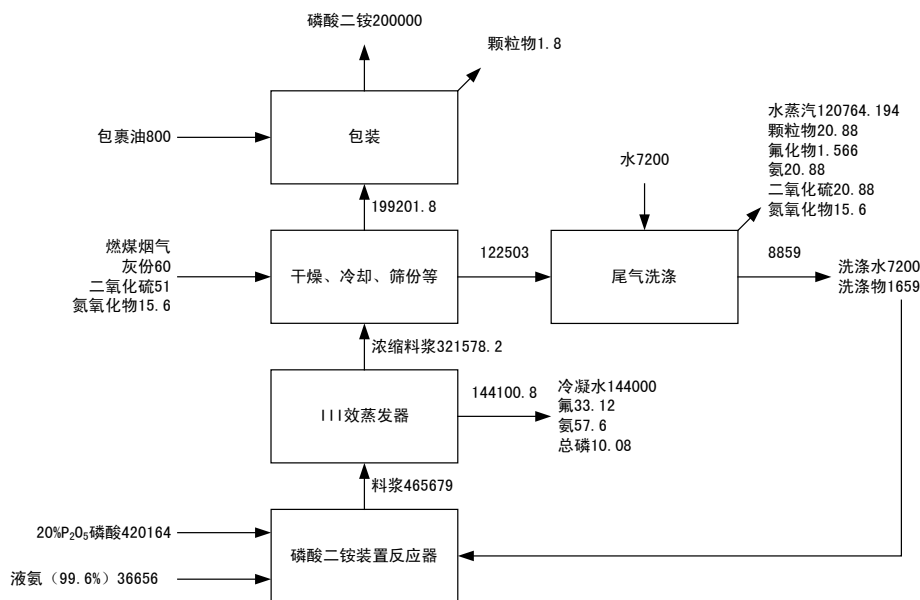 磷酸二铵200000
颗粒物1.8
包裹油800
包装
199201.8
水7200
水蒸汽120764.194
颗粒物20.88
氟化物1.566
氨20.88
二氧化硫20.88
氮氧化物15.6
燃煤烟气
灰份60
二氧化硫51
氮氧化物15.6
干燥、冷却、筛份等
122503
尾气洗涤
8859
洗涤水7200
洗涤物1659
浓缩料浆321578.2
III效蒸发器
144100.8
冷凝水144000
氟33.12
氨57.6
总磷10.08
料浆465679
20%P₂O₅磷酸420164
液氨（99.6%）36656
磷酸二铵装置反应器